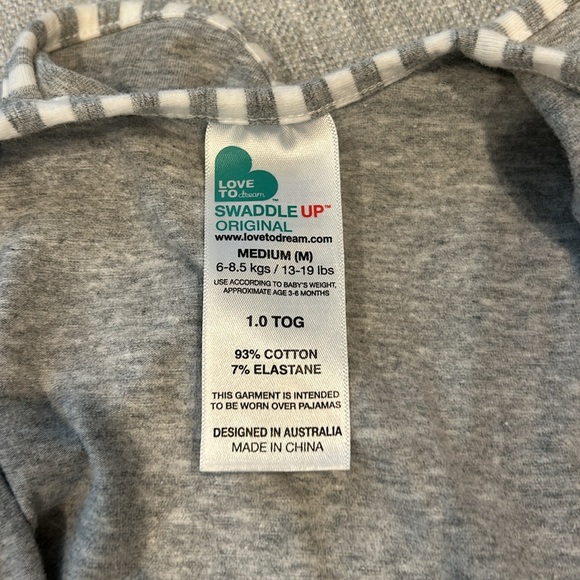 LOVE
TO dream™
SWADDLE UP™
ORIGINAL
www.lovetodream.com
MEDIUM (M)
6-8.5 kgs / 13-19 lbs
USE ACCORDING TO BABY'S WEIGHT.
APPROXIMATE AGE 3-6 MONTHS
1.0 TOG
93% COTTON
7% ELASTANE
THIS GARMENT IS INTENDED
TO BE WORN OVER PAJAMAS
DESIGNED IN AUSTRALIA
MADE IN CHINA